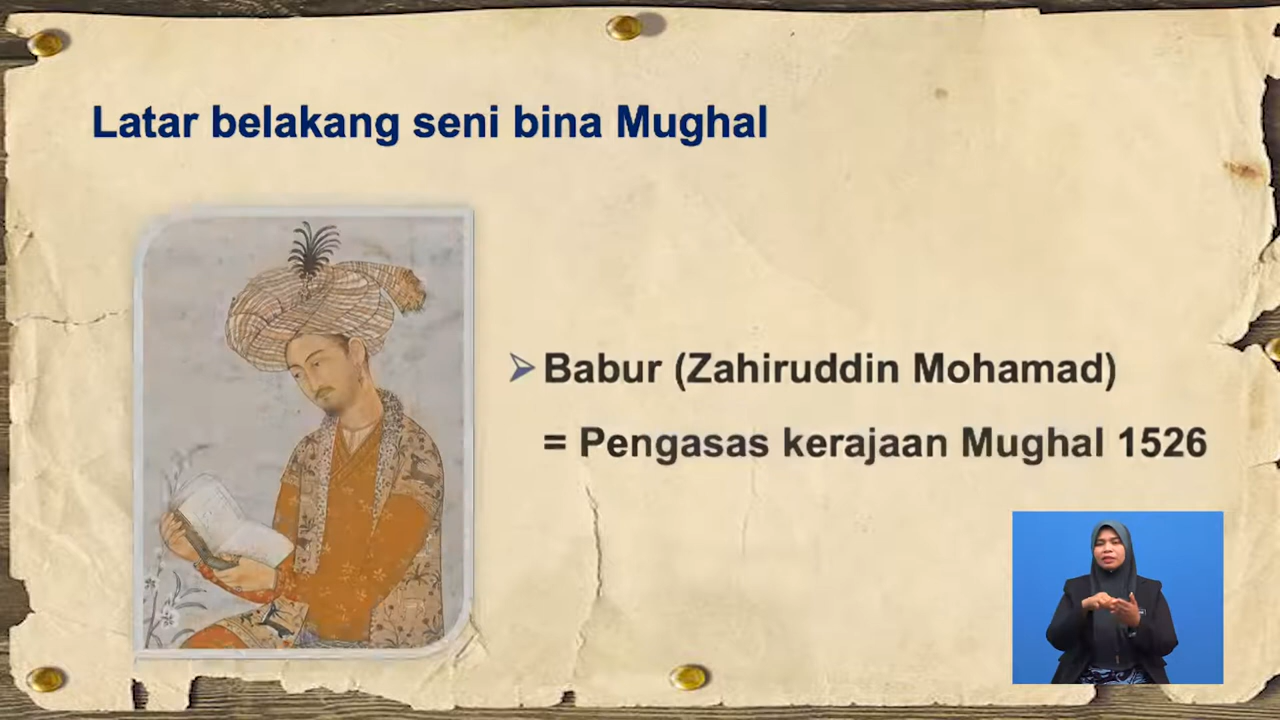 Latar belakang seni bina Mughal
Babur (Zahiruddin Mohamad)
= Pengasas kerajaan Mughal 1526